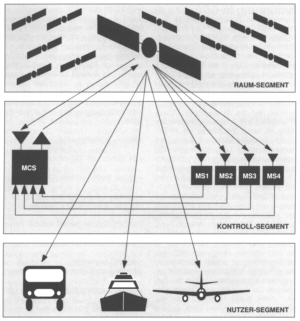 RAUM-SEGMENT
MCS
MS1 MS2 MS3 MS4
KONTROLL-SEGMENT
NUTZER-SEGMENT